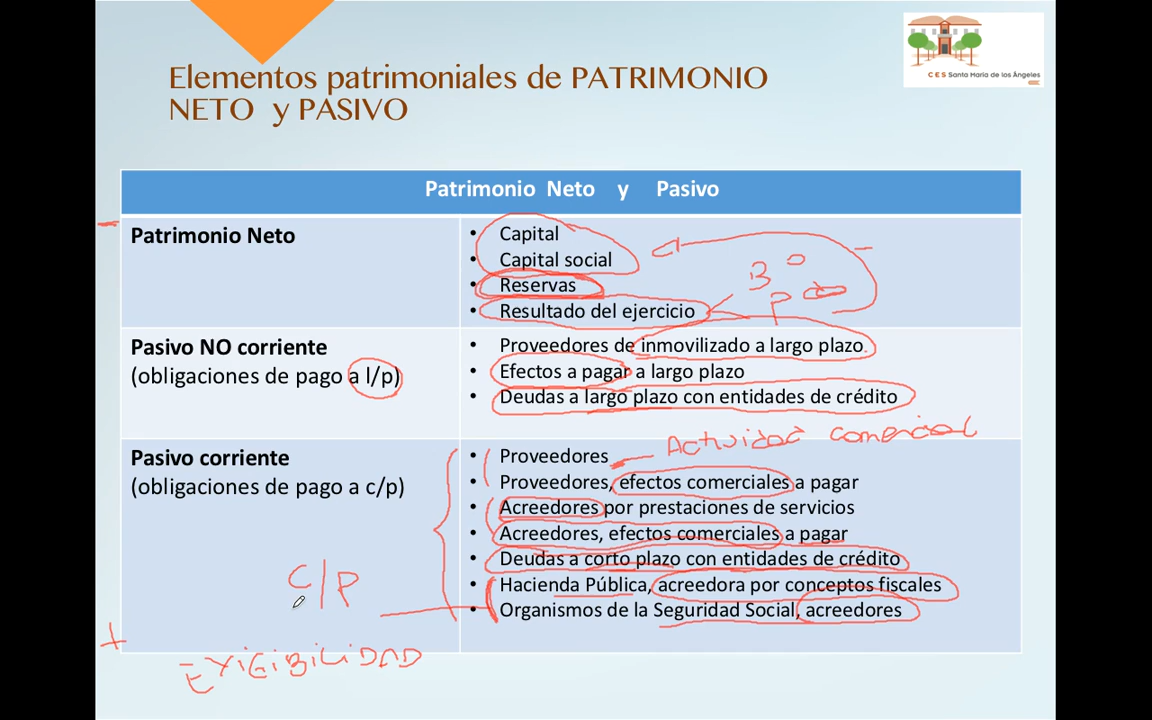 CES Santa María de los Ángeles
Elementos patrimoniales de PATRIMONIO
NETO y PASIVO
Patrimonio Neto y Pasivo
Patrimonio Neto
• Capital
• Capital social
• Reservas
• Resultado del ejercicio
B
P
Pasivo NO corriente
(obligaciones de pago a l/p)
• Proveedores de inmovilizado a largo plazo
• Efectos a pagar a largo plazo
• Deudas a largo plazo con entidades de crédito
Actividad comercial
Pasivo corriente
(obligaciones de pago a c/p)
• Proveedores
• Proveedores, efectos comerciales a pagar
• Acreedores por prestaciones de servicios
• Acreedores, efectos comerciales a pagar
• Deudas a corto plazo con entidades de crédito
• Hacienda Pública, acreedora por conceptos fiscales
• Organismos de la Seguridad Social, acreedores
C/P
+
EXIGIBILIDAD